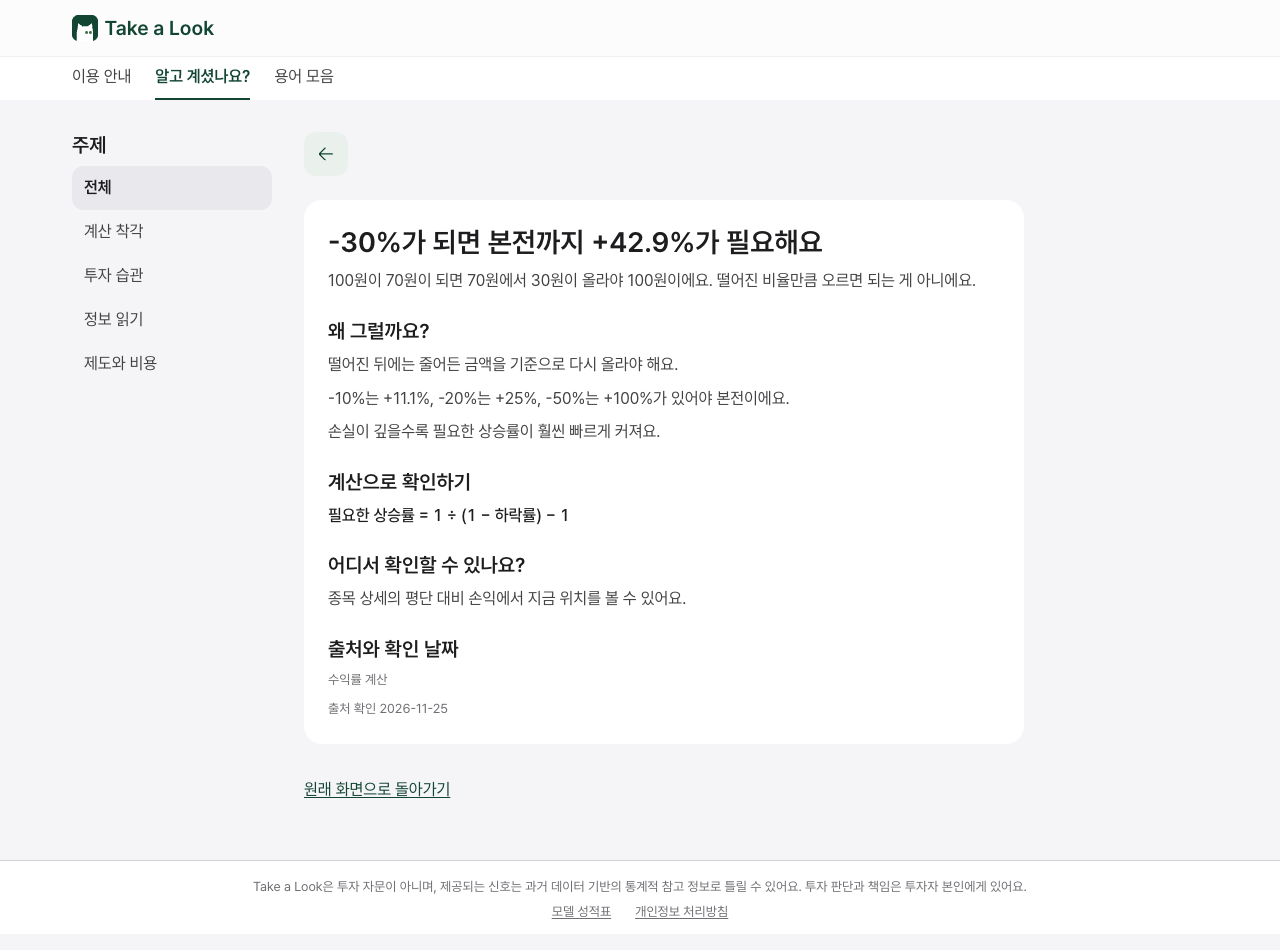 Take a Look
이용 안내
알고 계셨나요?
용어 모음
주제
전체
계산 착각
투자 습관
정보 읽기
제도와 비용
-30%가 되면 본전까지 +42.9%가 필요해요
100원이 70원이 되면 70원에서 30원이 올라야 100원이에요. 떨어진 비율만큼 오르면 되는 게 아니에요.
왜 그럴까요?
떨어진 뒤에는 줄어든 금액을 기준으로 다시 올라야 해요.
-10%는 +11.1%, -20%는 +25%, -50%는 +100%가 있어야 본전이에요.
손실이 깊을수록 필요한 상승률이 훨씬 빠르게 커져요.
계산으로 확인하기
필요한 상승률 = 1 ÷ (1 − 하락률) − 1
어디서 확인할 수 있나요?
종목 상세의 평단 대비 손익에서 지금 위치를 볼 수 있어요.
출처와 확인 날짜
수익률 계산
출처 확인 2026-11-25
원래 화면으로 돌아가기
Take a Look은 투자 자문이 아니며, 제공되는 신호는 과거 데이터 기반의 통계적 참고 정보로 틀릴 수 있어요. 투자 판단과 책임은 투자자 본인에게 있어요.
모델 성적표
개인정보 처리방침